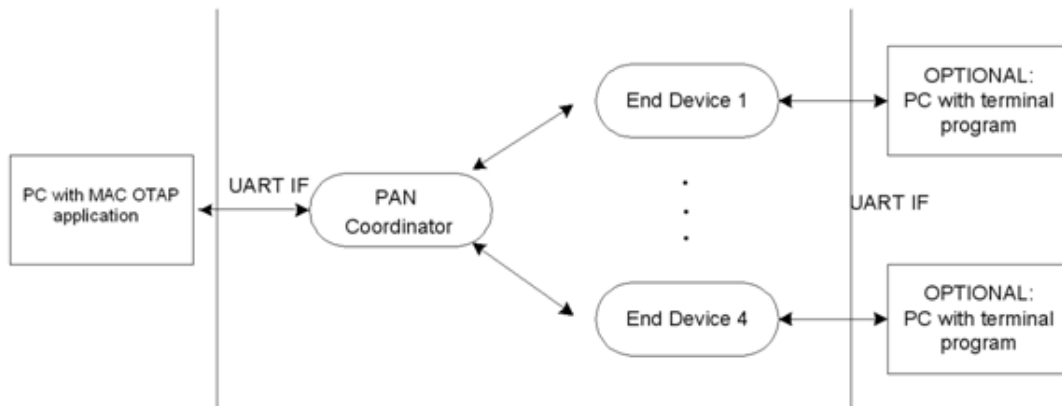 PC with MAC OTAP
application
UART IF
PAN
Coordinator
End Device 1
End Device 4
UART IF
OPTIONAL:
PC with terminal
program
OPTIONAL:
PC with terminal
program